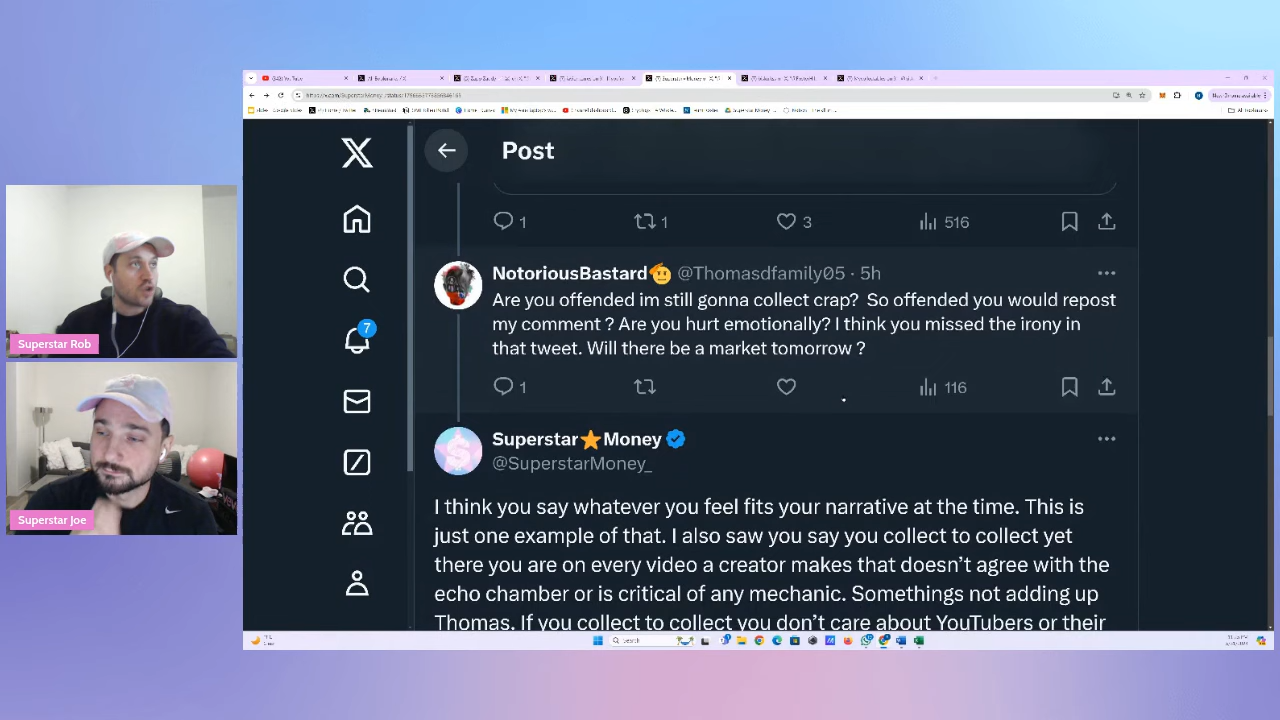 Post
1
1
3
516
NotoriousBastard🫡 @Thomasdfamily05 · 5h
Are you offended im still gonna collect crap? So offended you would repost
my comment ? Are you hurt emotionally? I think you missed the irony in
that tweet. Will there be a market tomorrow ?
1
116
Superstar⭐Money
@SuperstarMoney_
I think you say whatever you feel fits your narrative at the time. This is
just one example of that. I also saw you say you collect to collect yet
there you are on every video a creator makes that doesn't agree with the
echo chamber or is critical of any mechanic. Somethings not adding up
Thomas. If you collect to collect you don't care about YouTubers or their
7
Superstar Rob
Superstar Joe
Search